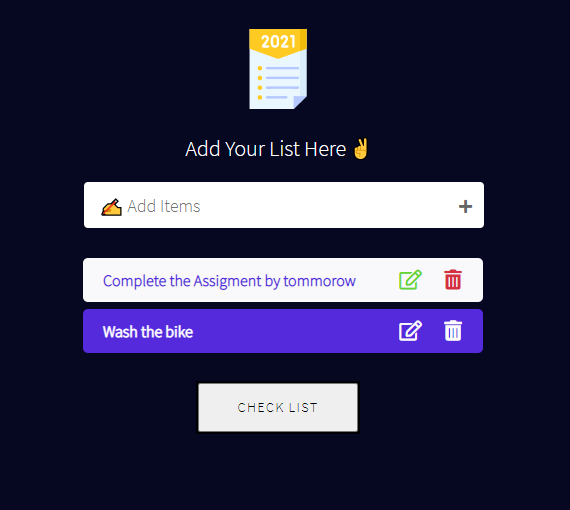 2021
Add Your List Here ✌
✍ Add Items
Complete the Assigment by tommorow
Wash the bike
CHECK LIST